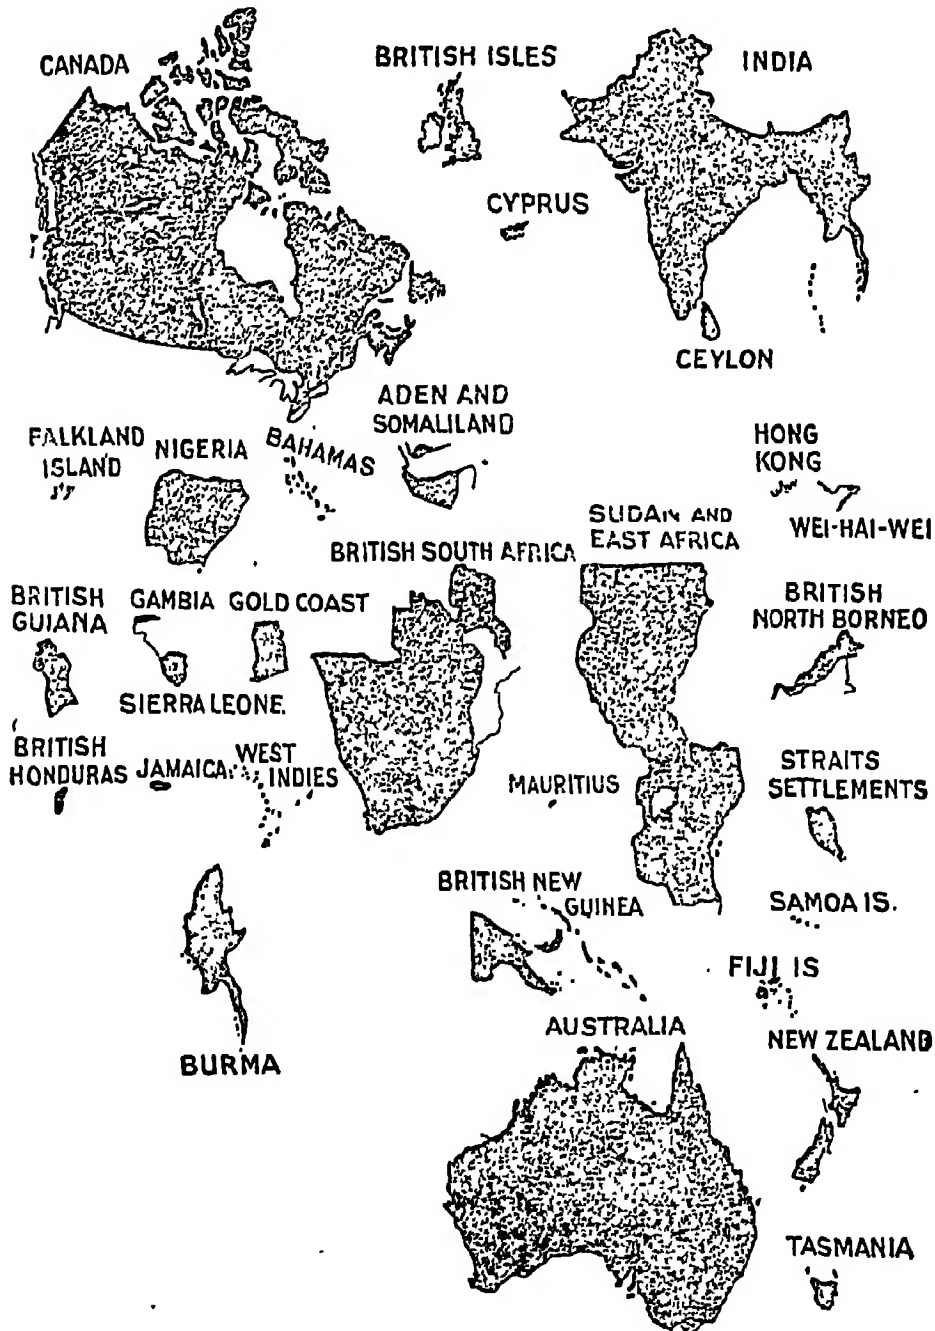 CANADA
BRITISH ISLES
INDIA
CYPRUS
CEYLON
ADEN AND
SOMALILAND
FALKLAND
ISLAND
NIGERIA
BAHAMAS
HONG
KONG
WEI-HAI-WEI
SUDAN AND
EAST AFRICA
BRITISH SOUTH AFRICA
BRITISH
GUIANA
GAMBIA
GOLD COAST
BRITISH
NORTH BORNEO
SIERRA LEONE.
BRITISH
HONDURAS
JAMAICA
WEST
INDIES
MAURITIUS
STRAITS
SETTLEMENTS
BRITISH NEW
GUINEA
SAMOA IS.
FIJI IS
BURMA
AUSTRALIA
NEW ZEALAND
TASMANIA